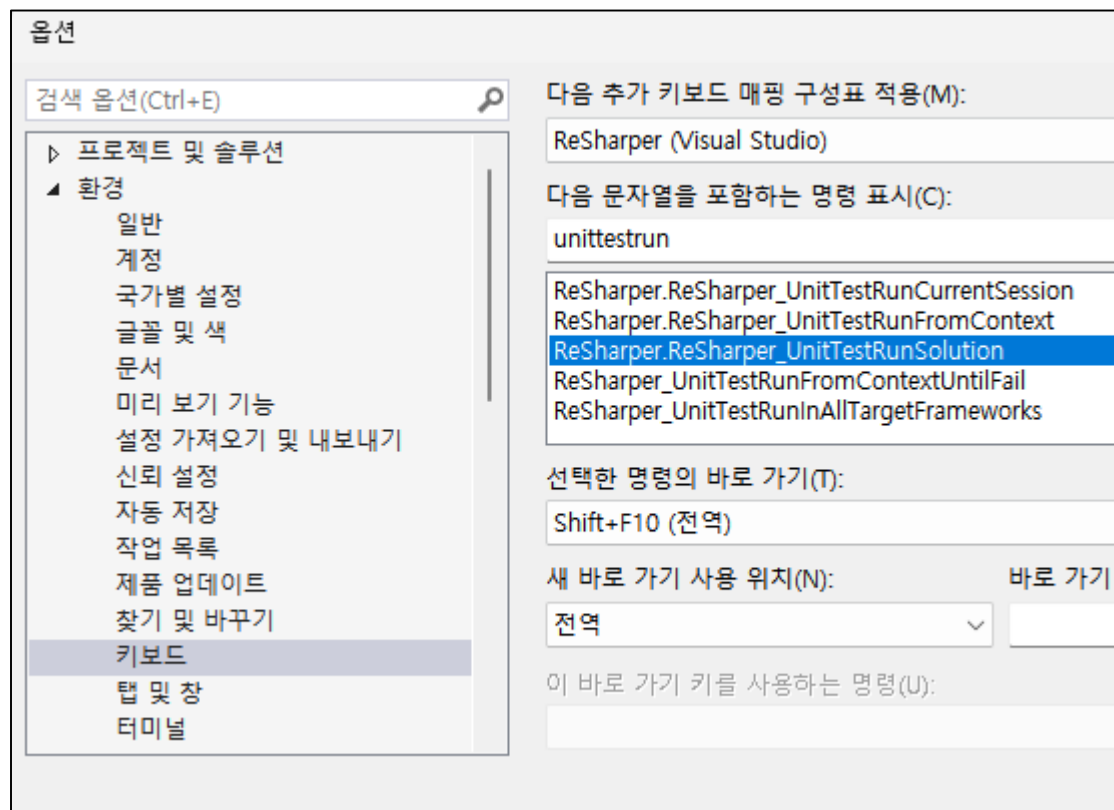 옵션
검색 옵션(Ctrl+E)
프로젝트 및 솔루션
환경
일반
계정
국가별 설정
글꼴 및 색
문서
미리 보기 기능
설정 가져오기 및 내보내기
신뢰 설정
자동 저장
작업 목록
제품 업데이트
찾기 및 바꾸기
키보드
탭 및 창
터미널
다음 추가 키보드 매핑 구성표 적용(M):
ReSharper (Visual Studio)
다음 문자열을 포함하는 명령 표시(C):
unittestrun
ReSharper.ReSharper_UnitTestRunCurrentSession
ReSharper.ReSharper_UnitTestRunFromContext
ReSharper.ReSharper_UnitTestRunSolution
ReSharper_UnitTestRunFromContextUntilFail
ReSharper_UnitTestRunInAllTargetFrameworks
선택한 명령의 바로 가기(T):
Shift+F10 (전역)
새 바로 가기 사용 위치(N):
바로 가기
전역
이 바로 가기 키를 사용하는 명령(U):